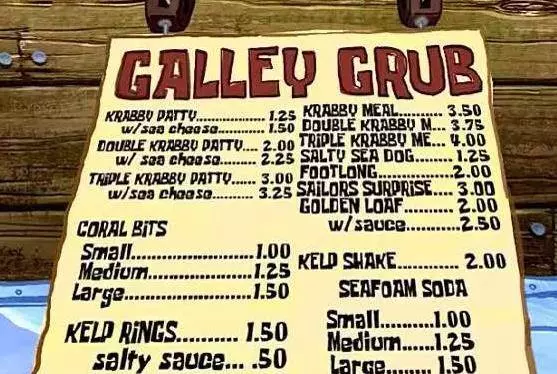 GALLEY GRUB
KRABBY PATTY............... 1.25
w/sea cheese............ 1.50
DOUBLE KRABBY PATTY.... 2.00
w/ sea cheese......... 2.25
TRIPLE KRABBY PATTY...... 3.00
w/sea cheese......... 3.25
CORAL BITS
Small.......................1.00
Medium.................1.25
Large......................1.50
KELP RINGS.......... 1.50
salty sauce... .50
KRABBY MEAL.......... 3.50
DOUBLE KRABBY M... 3.75
TRIPLE KRABBY ME... 4.00
SALTY SEA DOG......... 1.25
FOOTLONG................2.00
SAILORS SURPRISE.... 3.00
GOLDEN LOAF......... 2.00
w/sauce...........2.50
KELP SHAKE............ 2.00
SEAFOAM SODA
Small..........1.00
Medium......1.25
Large........ 1.50